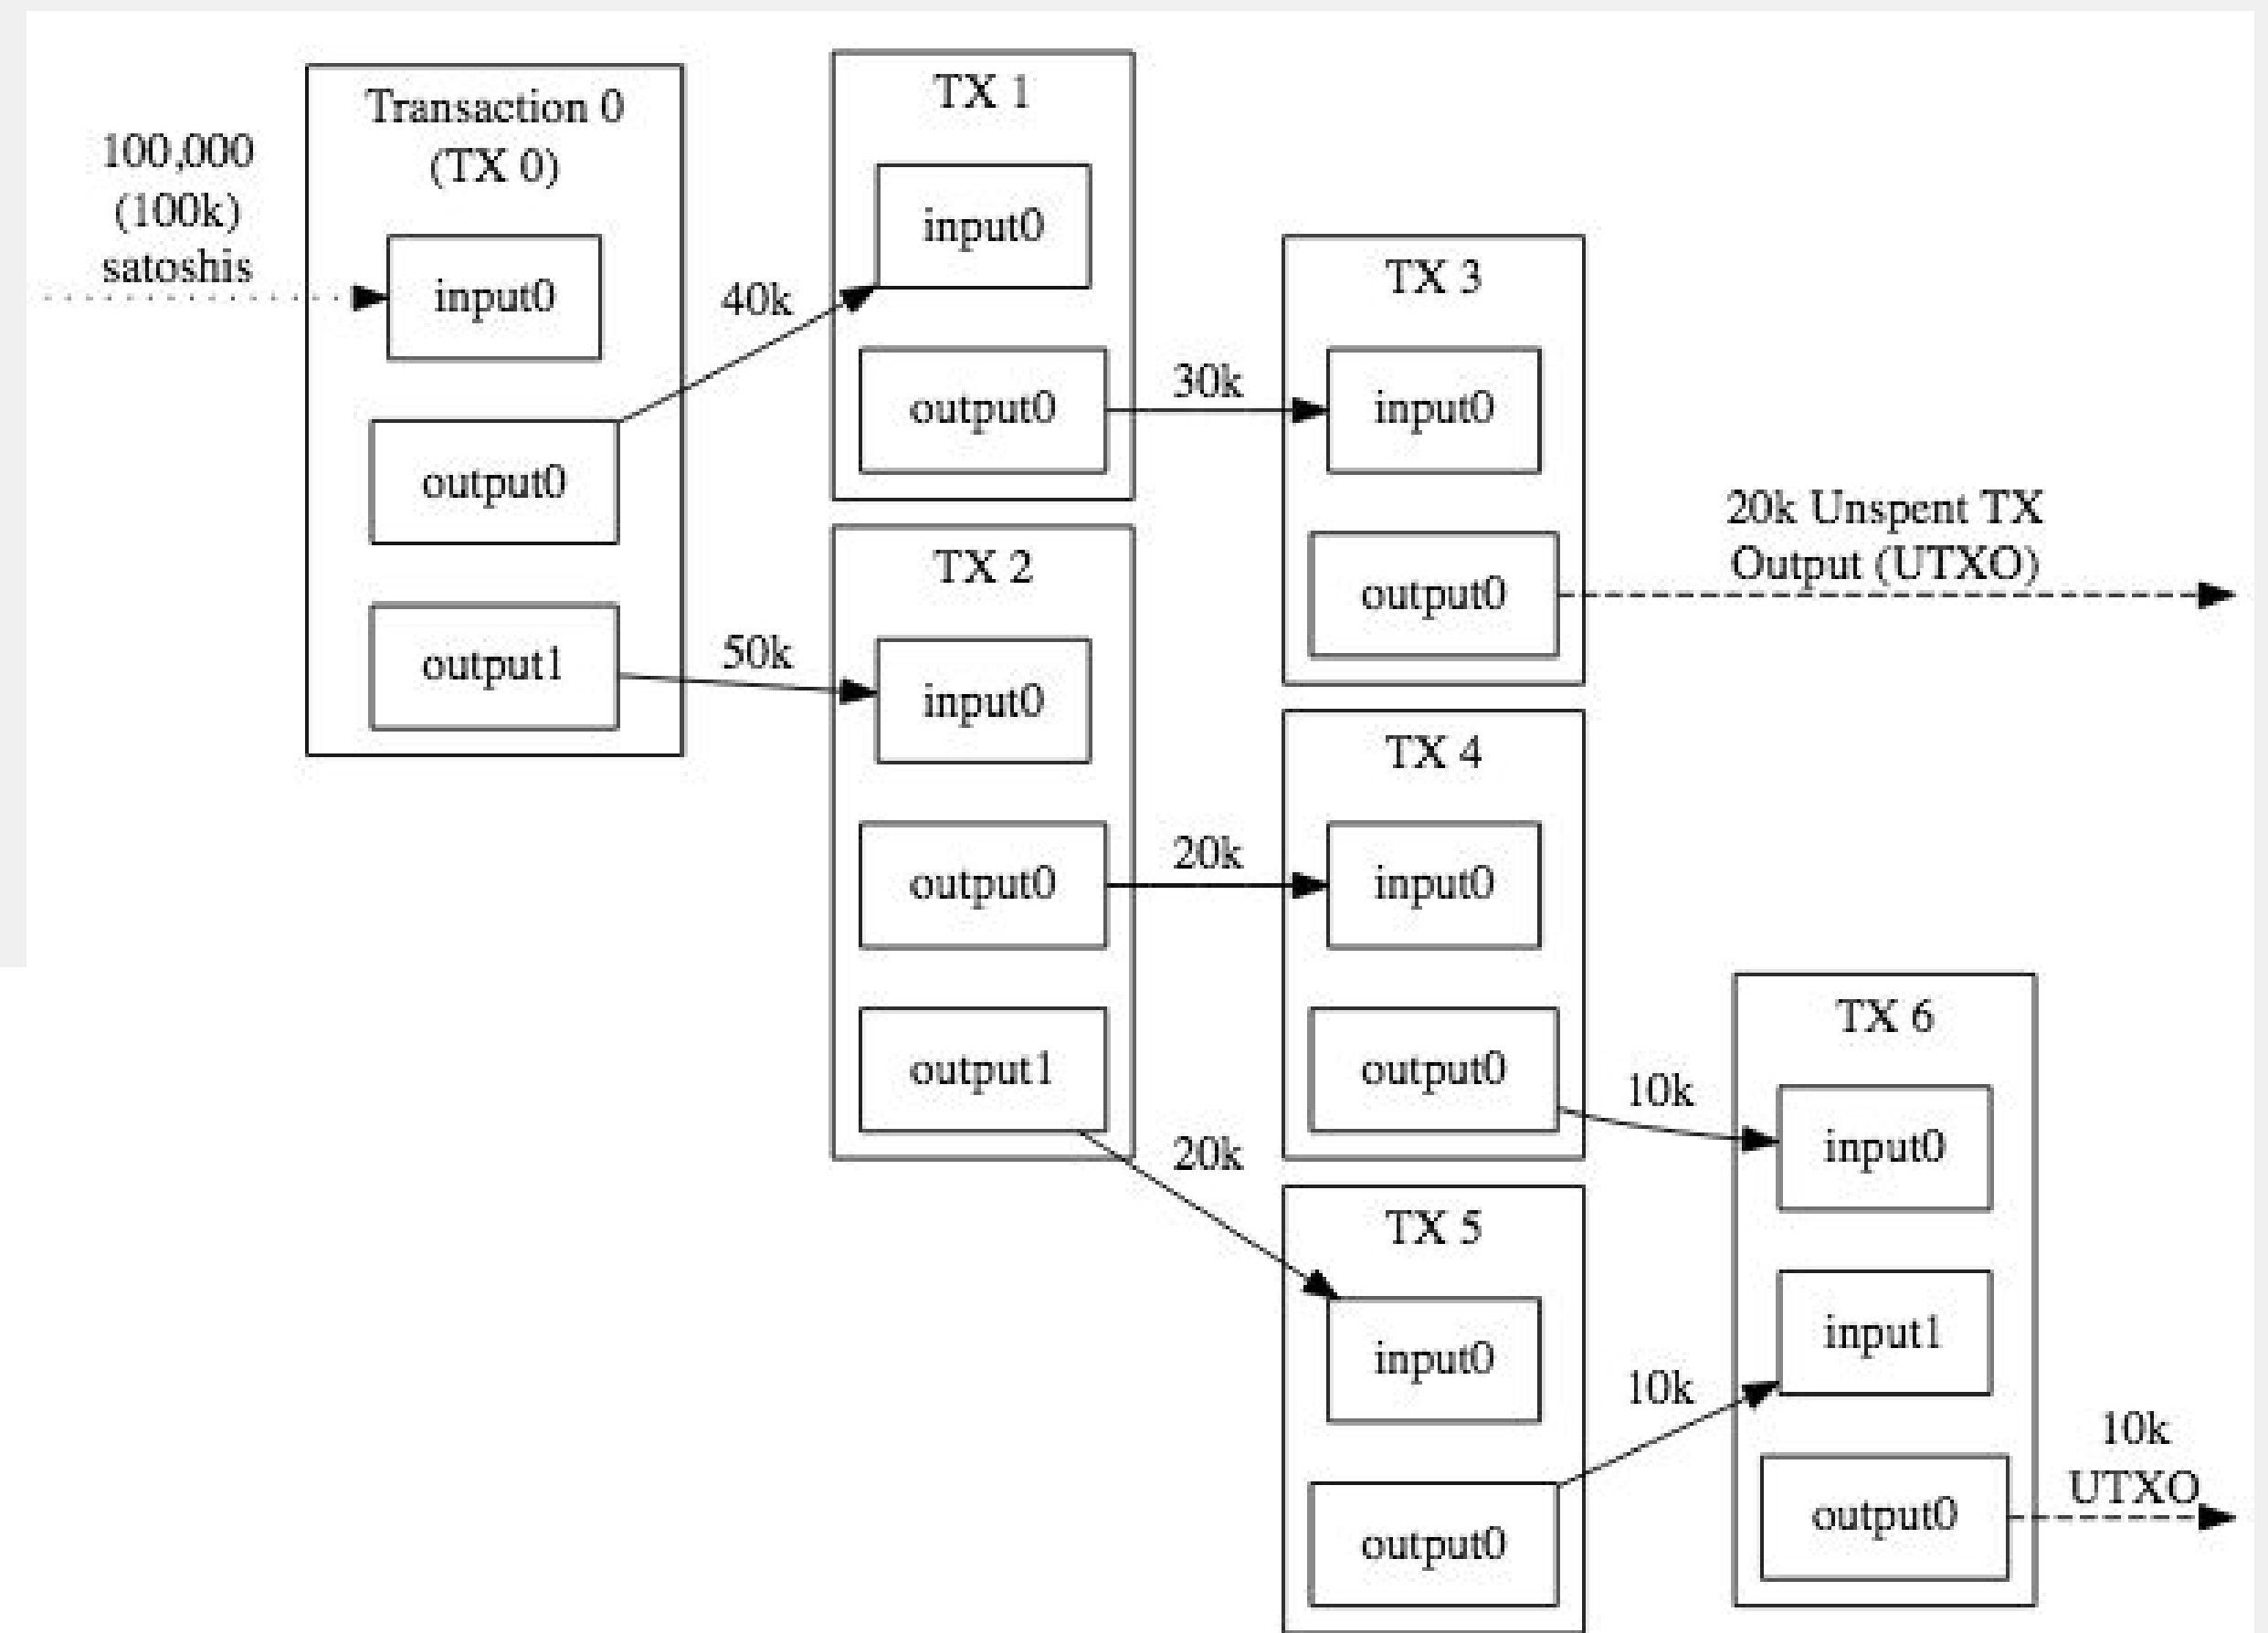 100,000
(100k)
satoshis
Transaction 0
(TX 0)
input0
output0
output1
40k
50k
TX 1
input0
output0
TX 2
input0
output0
output1
30k
20k
20k
TX 3
input0
output0
TX 4
input0
output0
TX 5
input0
output0
20k Unspent TX
Output (UTXO)
10k
10k
TX 6
input0
input1
output0
10k
UTXO